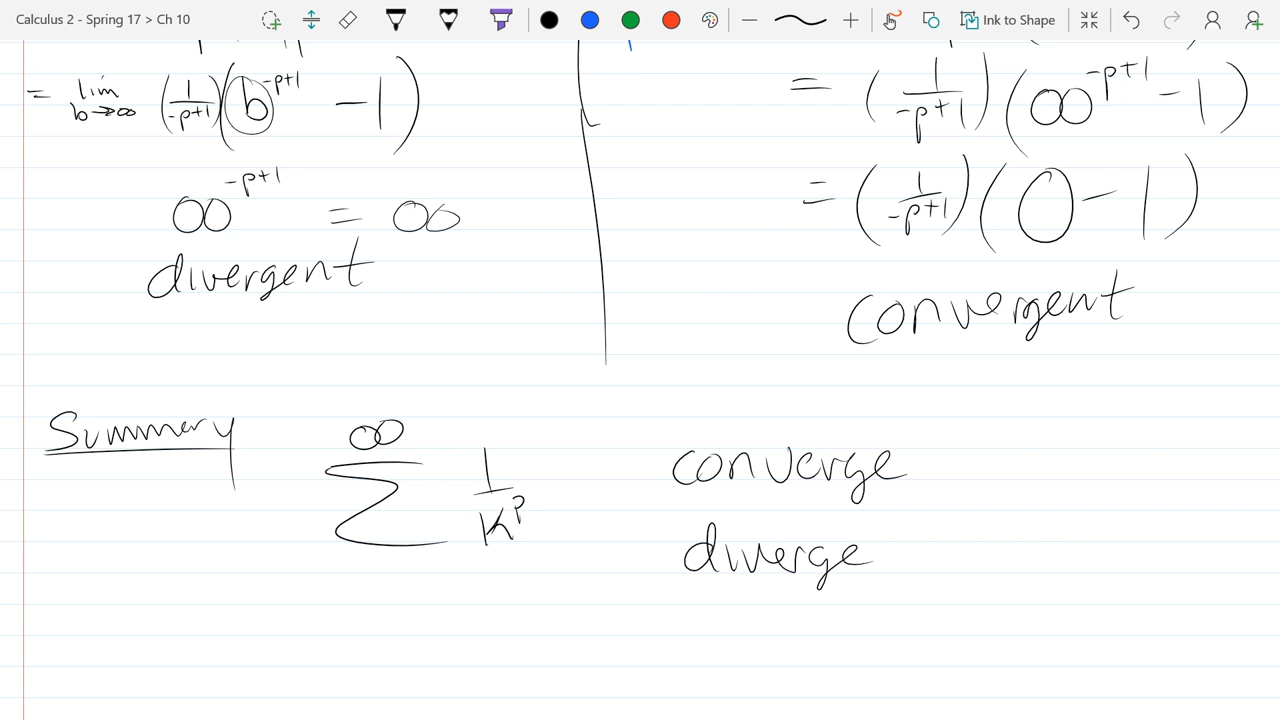 Calculus 2 - Spring 17 > Ch 10
Ink to Shape
= lim b→∞ (1/(-p+1))(b^(-p+1) - 1)
∞^(-p+1) = ∞
divergent
= (1/(-p+1))(∞^(-p+1) - 1)
= (1/(-p+1))(0 - 1)
convergent
Summary
∞
Σ 1/k^p
converge
diverge